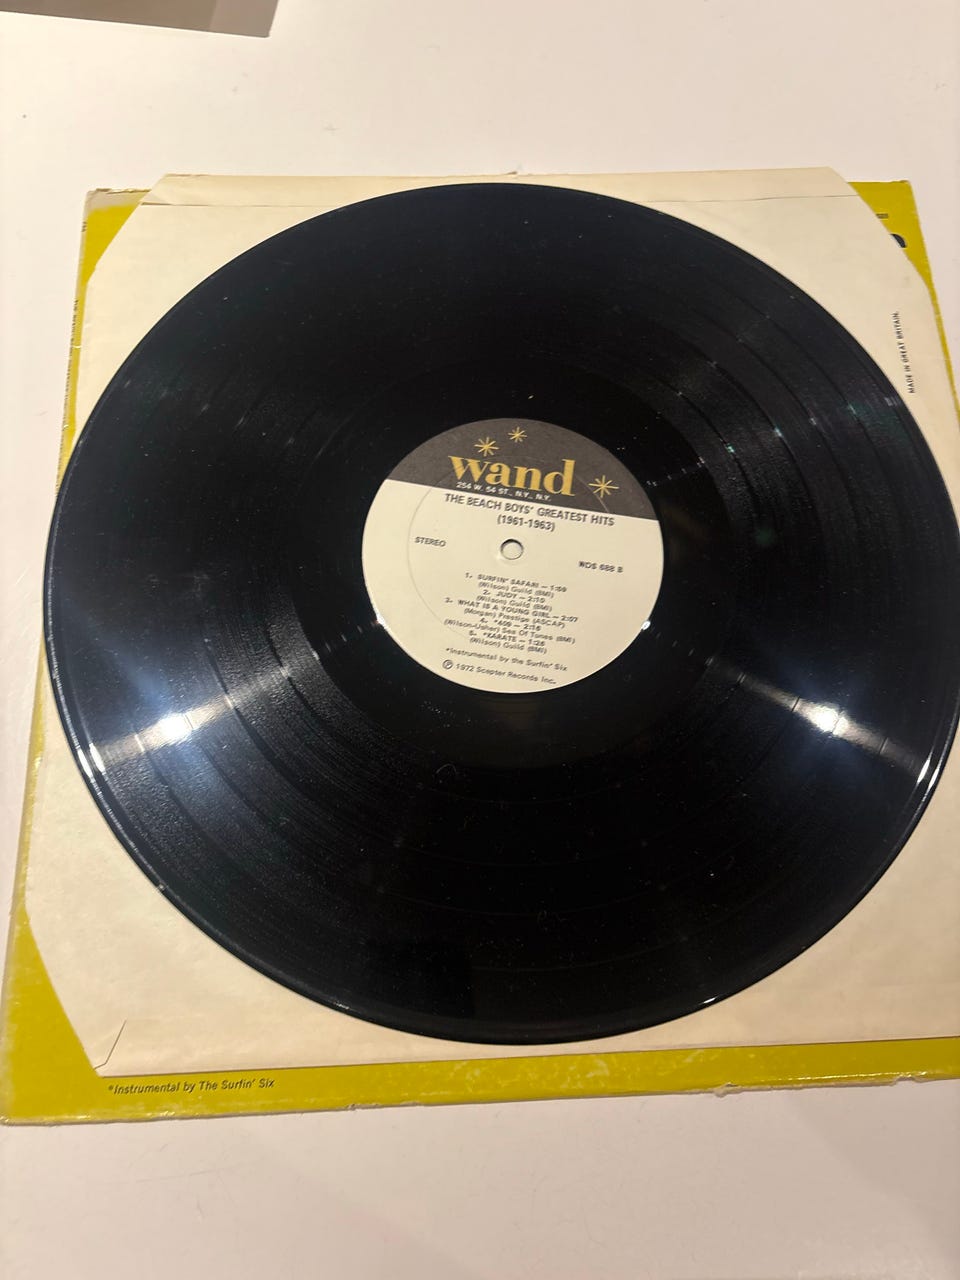 wand
254 W. 54 ST., N.Y., N.Y.
THE BEACH BOYS' GREATEST HITS
(1961-1963)
STEREO
WDS 688 B
1. SURFIN' SAFARI — 1:59
(Wilson) Guild (BMI)
2. JUDY — 2:10
(Wilson) Guild (BMI)
3. WHAT IS A YOUNG GIRL — 2:07
(Morgan) Prestige (ASCAP)
4. *409 — 2:16
(Wilson-Usher) Sea Of Tunes (BMI)
5. *KARATE — 1:26
(Wilson) Guild (BMI)
*Instrumental by the Surfin' Six
℗ 1972 Scepter Records Inc.
MADE IN GREAT BRITAIN.
*Instrumental by The Surfin' Six